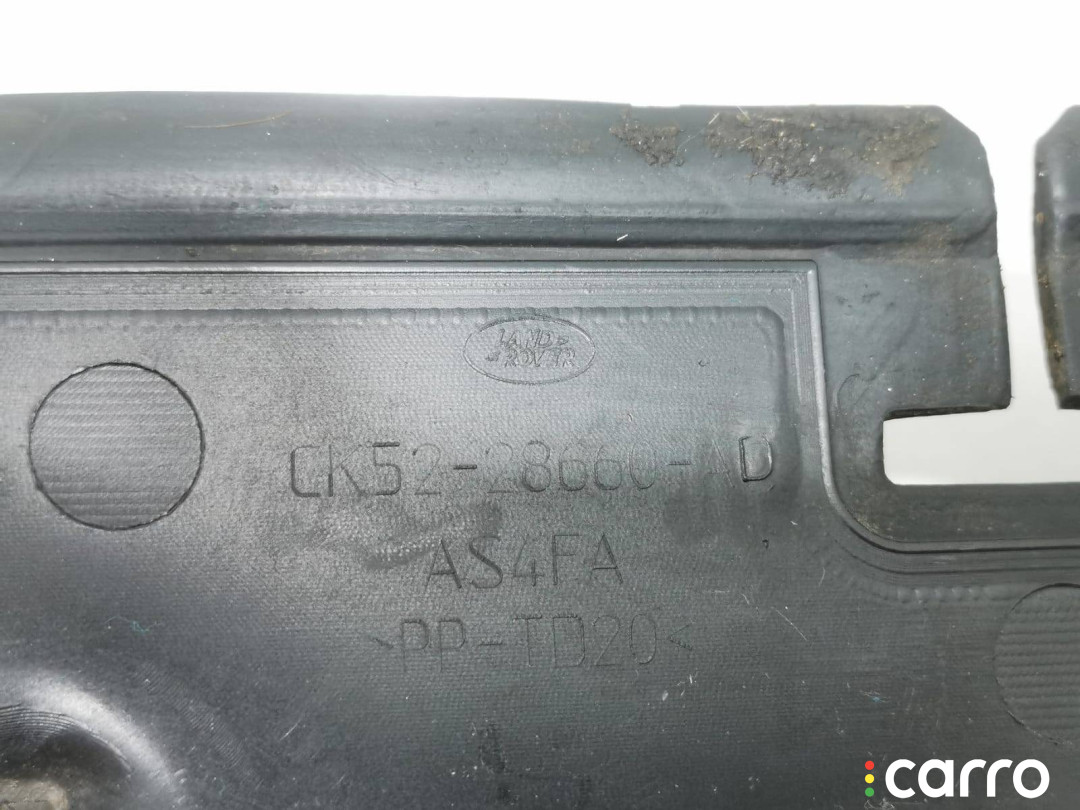 LAND
ROVER
CK52-28660-AD
AS4FA
>PP-TD20<
carro